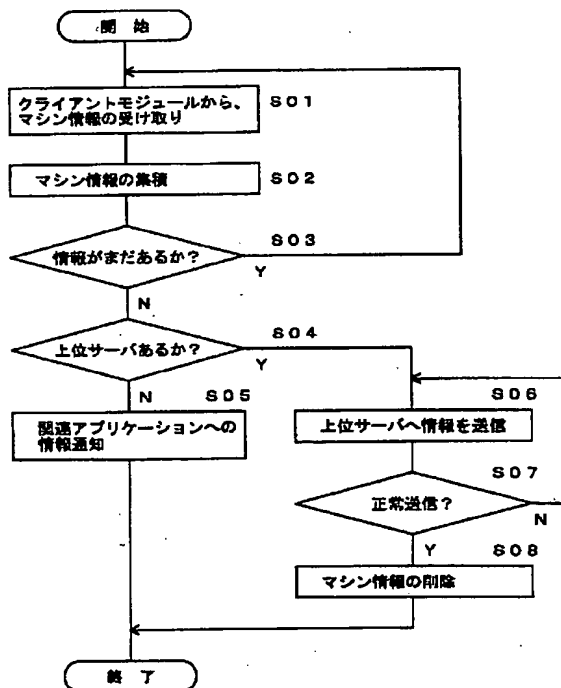 開 始
クライアントモジュールから、
マシン情報の受け取り
S01
マシン情報の集積
S02
情報がまだあるか?
S03
Y
N
上位サーバあるか?
S04
Y
N
S05
関連アプリケーションへの
情報通知
S06
上位サーバへ情報を送信
S07
正常送信?
N
Y
S08
マシン情報の削除
終 了